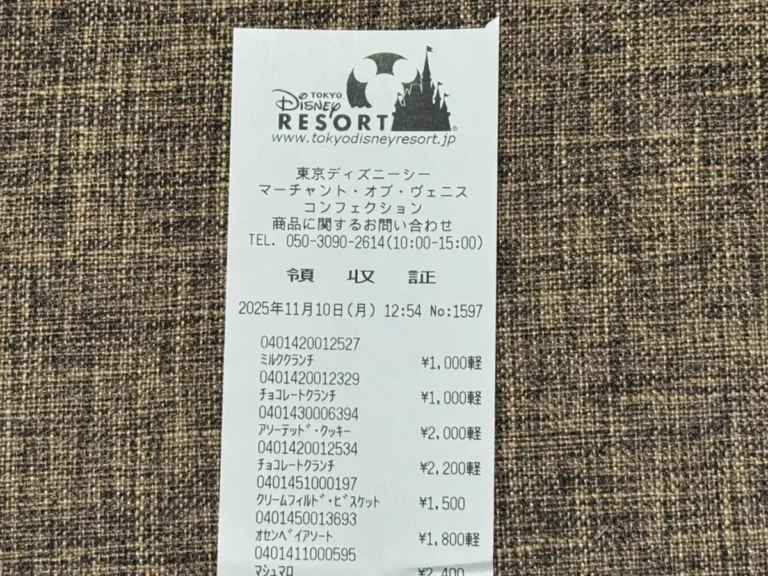 TOKYO
Disney
RESORT
www.tokyodisneyresort.jp
東京ディズニーシー
マーチャント・オブ・ヴェニス
コンフェクション
商品に関するお問い合わせ
TEL. 050-3090-2614(10:00-15:00)
領 収 証
2025年11月10日(月) 12:54 No:1597
0401420012527
ミルククランチ ¥1,000軽
0401420012329
チョコレートクランチ ¥1,000軽
0401430006394
アソーテッド・クッキー ¥2,000軽
0401420012534
チョコレートクランチ ¥2,200軽
0401451000197
クリームフィルド・ビスケット ¥1,500
0401450013693
オセンベイアソート ¥1,800軽
0401411000595
マシュマロ ¥2,400